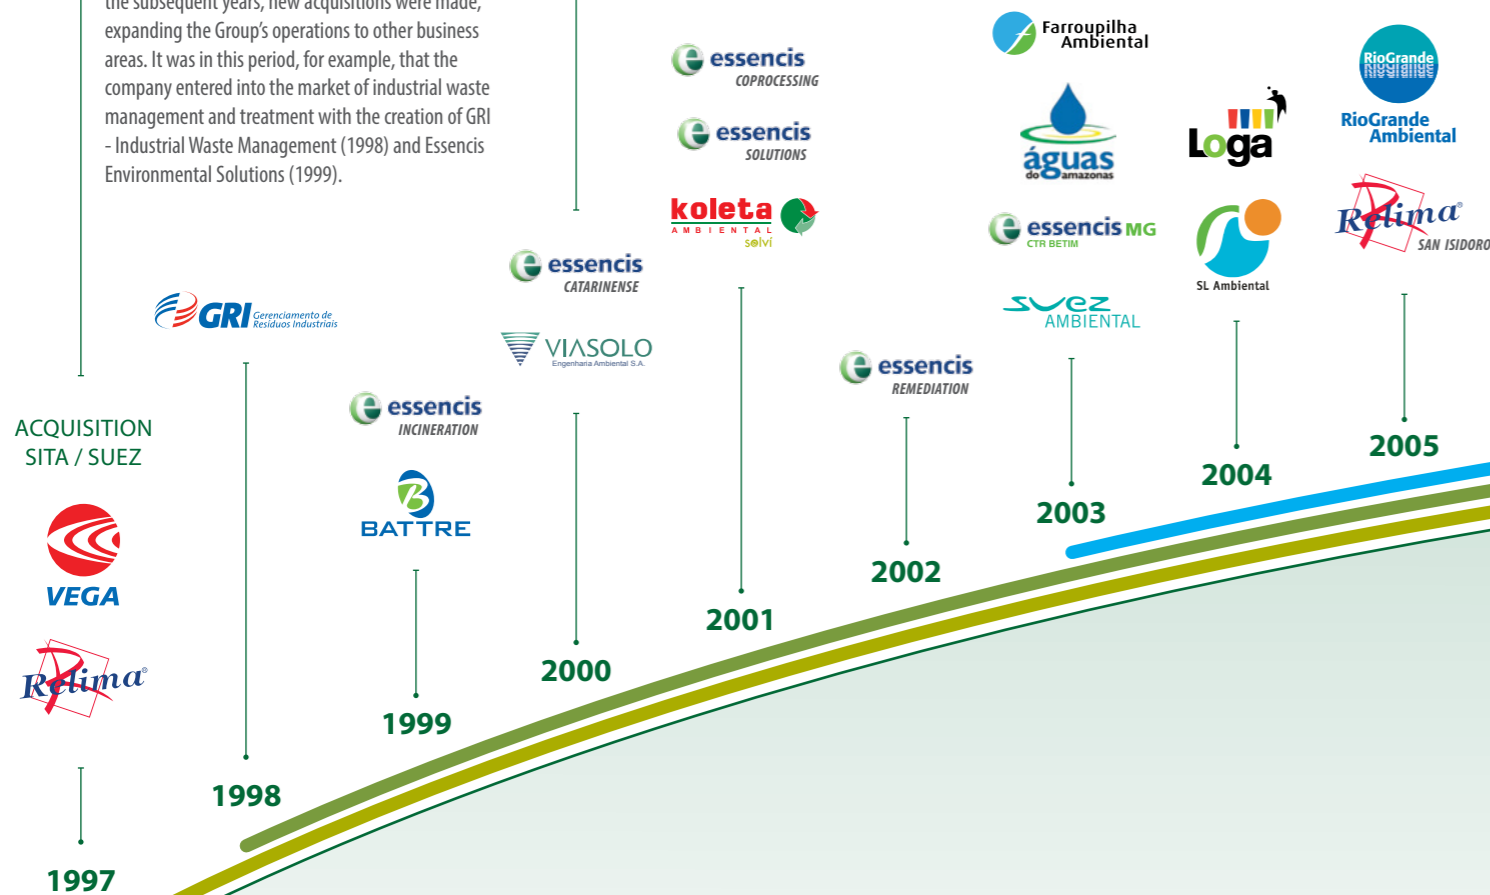 the subsequent years, new acquisitions were made,
expanding the Group's operations to other business
areas. It was in this period, for example, that the
company entered into the market of industrial waste
management and treatment with the creation of GRI
- Industrial Waste Management (1998) and Essencis
Environmental Solutions (1999).
ACQUISITION
SITA / SUEZ
VEGA
Relima®
1997
GRI Gerenciamento de
Resíduos Industriais
1998
essencis
INCINERATION
BATTRE
1999
essencis
CATARINENSE
VIASOLO
Engenharia Ambiental S.A.
2000
essencis
COPROCESSING
essencis
SOLUTIONS
koleta
AMBIENTAL
solví
2001
essencis
REMEDIATION
2002
Farroupilha
Ambiental
águas
do amazonas
essencis MG
CTR BETIM
suez
AMBIENTAL
2003
Loga
SL Ambiental
2004
RioGrande
RioGrande
RioGrande
Ambiental
Relima®
SAN ISIDORO
2005